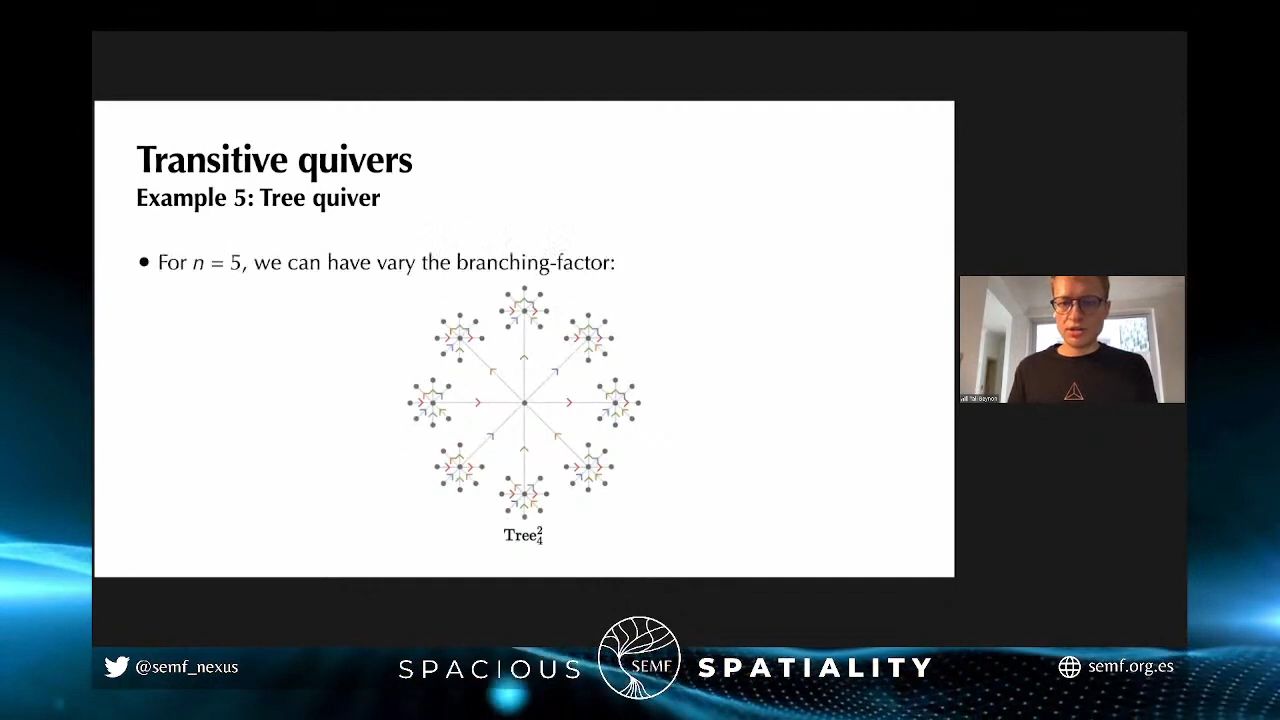 Transitive quivers
Example 5: Tree quiver
• For n = 5, we can have vary the branching-factor:
Tree₄²
@semf_nexus
SPACIOUS
SEMF
SPATIALITY
semf.org.es